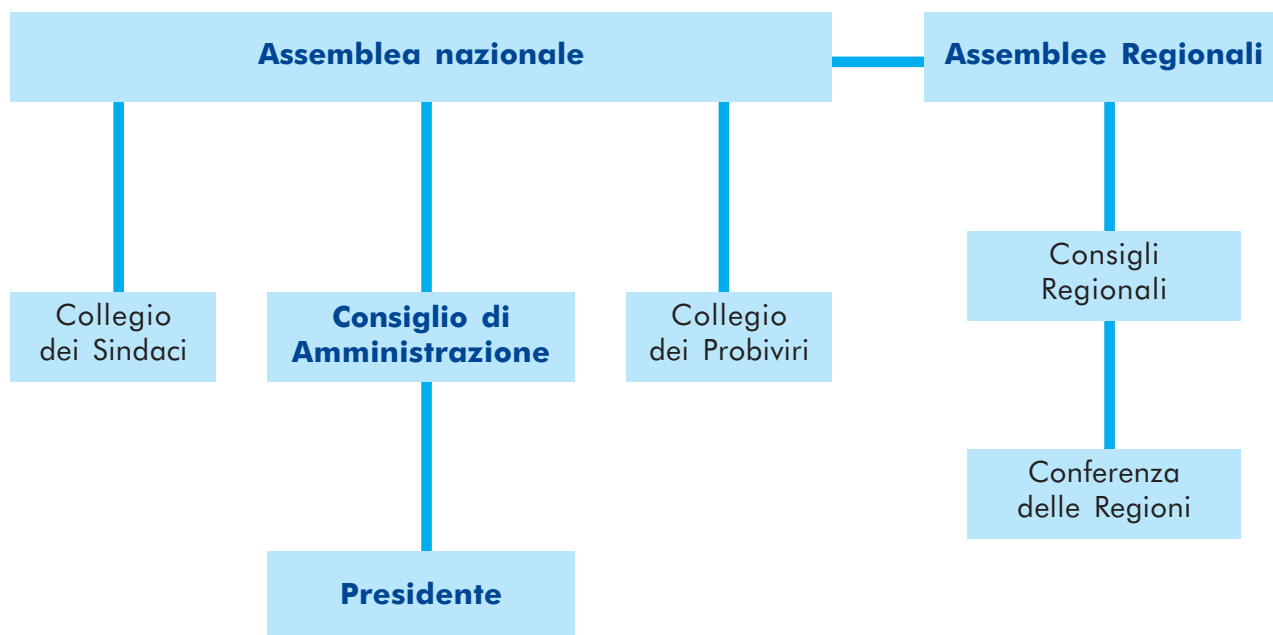 Assemblea nazionale
Assemblee Regionali
Consigli
Regionali
Collegio
dei Sindaci
Consiglio di
Amministrazione
Collegio
dei Probiviri
Conferenza
delle Regioni
Presidente